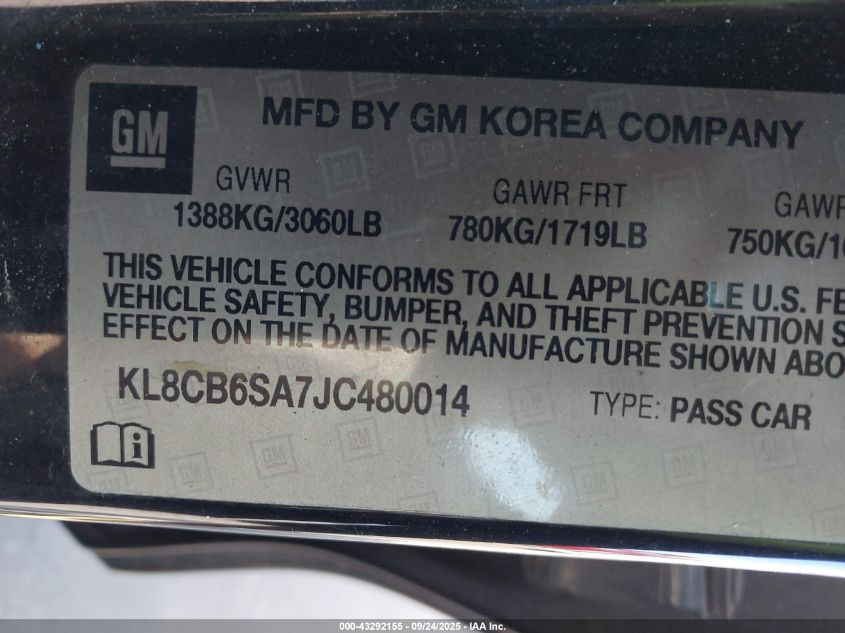 GM
MFD BY GM KOREA COMPANY
GVWR GAWR FRT
1388KG/3060LB 780KG/1719LB
THIS VEHICLE CONFORMS TO ALL APPLICABLE U.S.
VEHICLE SAFETY, BUMPER, AND THEFT PREVENTION
EFFECT ON THE DATE OF MANUFACTURE SHOWN
KL8CB6SA7JC480014 TYPE: PASS CAR
i
000-43292155 - 09/24/2025 - IAA Inc.